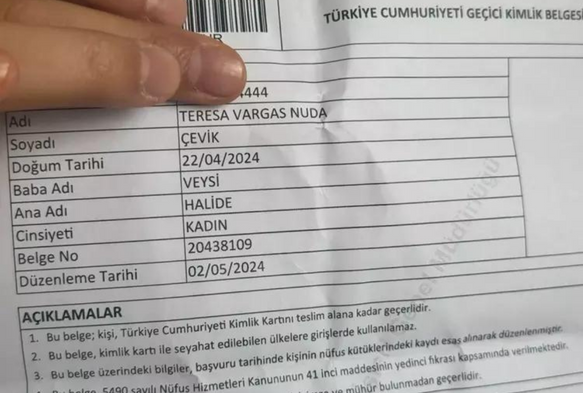 TÜRKİYE CUMHURİYETİ GEÇİCİ KİMLİK BELGESİ
444
Adı TERESA VARGAS NUDA
Soyadı ÇEVİK
Doğum Tarihi 22/04/2024
Baba Adı VEYSİ
Ana Adı HALİDE
Cinsiyeti KADIN
Belge No 20438109
Düzenleme Tarihi 02/05/2024
AÇIKLAMALAR
1. Bu belge; kişi, Türkiye Cumhuriyeti Kimlik Kartını teslim alana kadar geçerlidir.
2. Bu belge, kimlik kartı ile seyahat edilebilen ülkelere girişlerde kullanılamaz.
3. Bu belge üzerindeki bilgiler, başvuru tarihinde kişinin nüfus kütüklerindeki kaydı esas alınarak düzenlenmiştir.
5490 sayılı Nüfus Hizmetleri Kanununun 41 inci maddesinin yedinci fıkrası kapsamında verilmektedir.
ve mühür bulunmadan geçerlidir.
Müdürlüğü